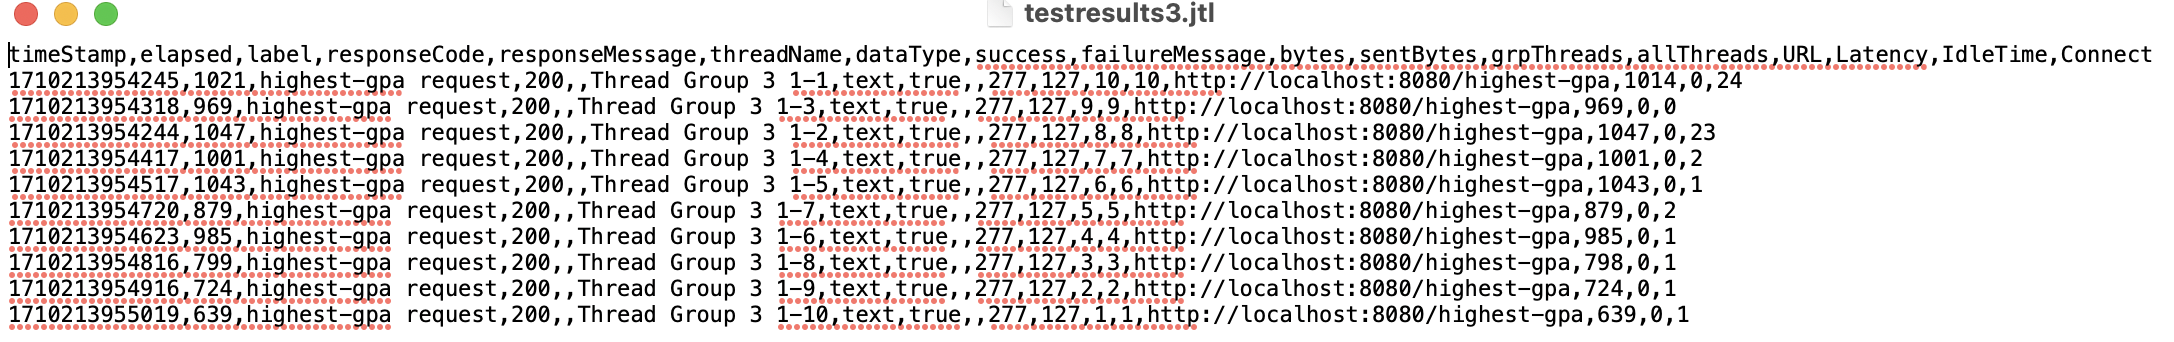 testresults3.jtl
timeStamp,elapsed,label,responseCode,responseMessage,threadName,dataType,success,failureMessage,bytes,sentBytes,grpThreads,allThreads,URL,Latency,IdleTime,Connect
1710213954245,1021,highest-gpa request,200,,Thread Group 3 1-1,text,true,,277,127,10,10,http://localhost:8080/highest-gpa,1014,0,24
1710213954318,969,highest-gpa request,200,,Thread Group 3 1-3,text,true,,277,127,9,9,http://localhost:8080/highest-gpa,969,0,0
1710213954244,1047,highest-gpa request,200,,Thread Group 3 1-2,text,true,,277,127,8,8,http://localhost:8080/highest-gpa,1047,0,23
1710213954417,1001,highest-gpa request,200,,Thread Group 3 1-4,text,true,,277,127,7,7,http://localhost:8080/highest-gpa,1001,0,2
1710213954517,1043,highest-gpa request,200,,Thread Group 3 1-5,text,true,,277,127,6,6,http://localhost:8080/highest-gpa,1043,0,1
1710213954720,879,highest-gpa request,200,,Thread Group 3 1-7,text,true,,277,127,5,5,http://localhost:8080/highest-gpa,879,0,2
1710213954623,985,highest-gpa request,200,,Thread Group 3 1-6,text,true,,277,127,4,4,http://localhost:8080/highest-gpa,985,0,1
1710213954816,799,highest-gpa request,200,,Thread Group 3 1-8,text,true,,277,127,3,3,http://localhost:8080/highest-gpa,798,0,1
1710213954916,724,highest-gpa request,200,,Thread Group 3 1-9,text,true,,277,127,2,2,http://localhost:8080/highest-gpa,724,0,1
1710213955019,639,highest-gpa request,200,,Thread Group 3 1-10,text,true,,277,127,1,1,http://localhost:8080/highest-gpa,639,0,1